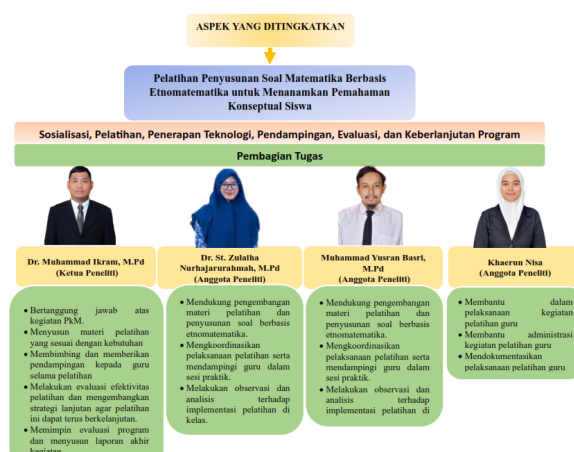 ASPEK YANG DITINGKATKAN
Pelatihan Penyusunan Soal Matematika Berbasis
Etnomatematika untuk Menanamkan Pemahaman
Konseptual Siswa
Sosialisasi, Pelatihan, Penerapan Teknologi, Pendampingan, Evaluasi, dan Keberlanjutan Program
Pembagian Tugas
Dr. Muhammad Ikram, M.Pd
(Ketua Peneliti)
• Bertanggung jawab atas
kegiatan PkM.
• Menyusun materi pelatihan
yang sesuai dengan kebutuhan
• Membimbing dan memberikan
pendampingan kepada guru
selama pelatihan
• Melakukan evaluasi efektivitas
pelatihan dan mengembangkan
strategi lanjutan agar pelatihan
ini dapat terus berkelanjutan.
• Memimpin evaluasi program
dan menyusun laporan akhir
kegiatan
Dr. St. Zulaiha
Nurhajarurahmah, M.Pd
(Anggota Peneliti)
• Mendukung pengembangan
materi pelatihan dan
penyusunan soal berbasis
etnomatematika.
• Mengkoordinasikan
pelaksanaan pelatihan serta
mendampingi guru dalam
sesi praktik.
• Melakukan observasi dan
analisis terhadap
implementasi pelatihan di
kelas.
Muhammad Yusran Basri,
M.Pd
(Anggota Peneliti)
• Mendukung pengembangan
materi pelatihan dan
penyusunan soal berbasis
etnomatematika.
• Mengkoordinasikan
pelaksanaan pelatihan serta
mendampingi guru dalam
sesi praktik.
• Melakukan observasi dan
analisis terhadap
implementasi pelatihan di
Khaerun Nisa
(Anggota Peneliti)
• Membantu dalam
pelaksanaan kegiatan
pelatihan guru
• Membantu administrasi
kegiatan pelatihan guru
• Mendokumentasikan
pelaksanaan pelatihan guru